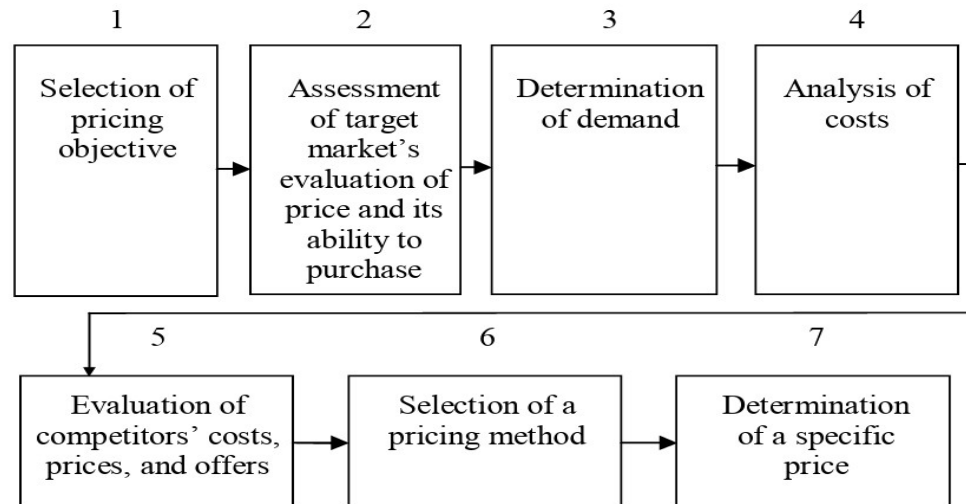 1
2
3
4
Selection of
pricing
objective
Assessment
of target
market's
evaluation of
price and its
ability to
purchase
Determination
of demand
Analysis of
costs
5
6
7
Evaluation of
competitors' costs,
prices, and offers
Selection of a
pricing method
Determination
of a specific
price